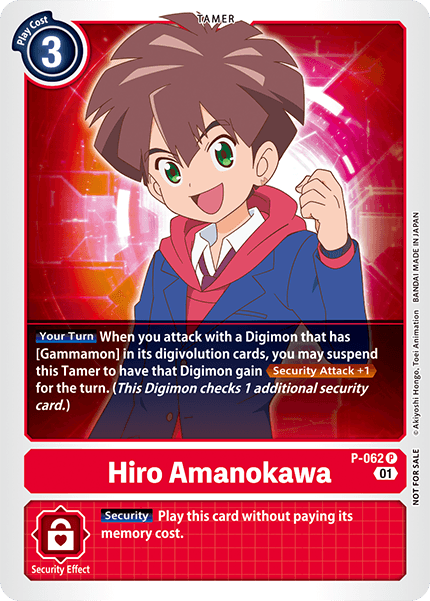 TAMER
Play Cost
3
Your Turn When you attack with a Digimon that has
[Gammamon] in its digivolution cards, you may suspend
this Tamer to have that Digimon gain Security Attack +1
for the turn. (This Digimon checks 1 additional security
card.)
© Akiyoshi Hongo, Toei Animation BANDAI MADE IN JAPAN
NOT FOR SALE
Hiro Amanokawa
P-062 P
01
Security Play this card without paying its
memory cost.
Security Effect